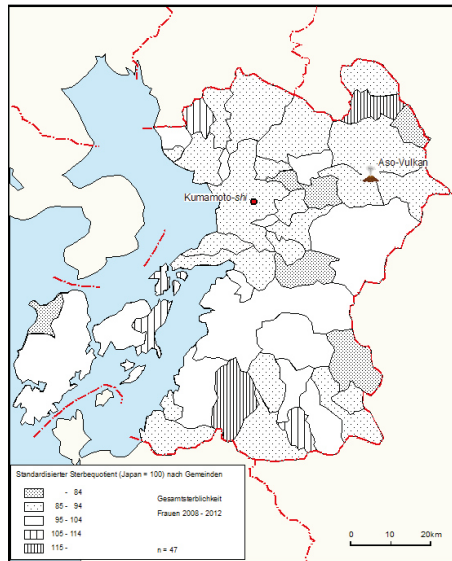 Aso-Vulkan
Kumamoto-shi
Standardisierter Sterbequotient (Japan = 100) nach Gemeinden
- 84
85 - 94
95 - 104
105 - 114
115 -
Gesamtsterblichkeit
Frauen 2008 - 2012
n = 47
0 10 20km